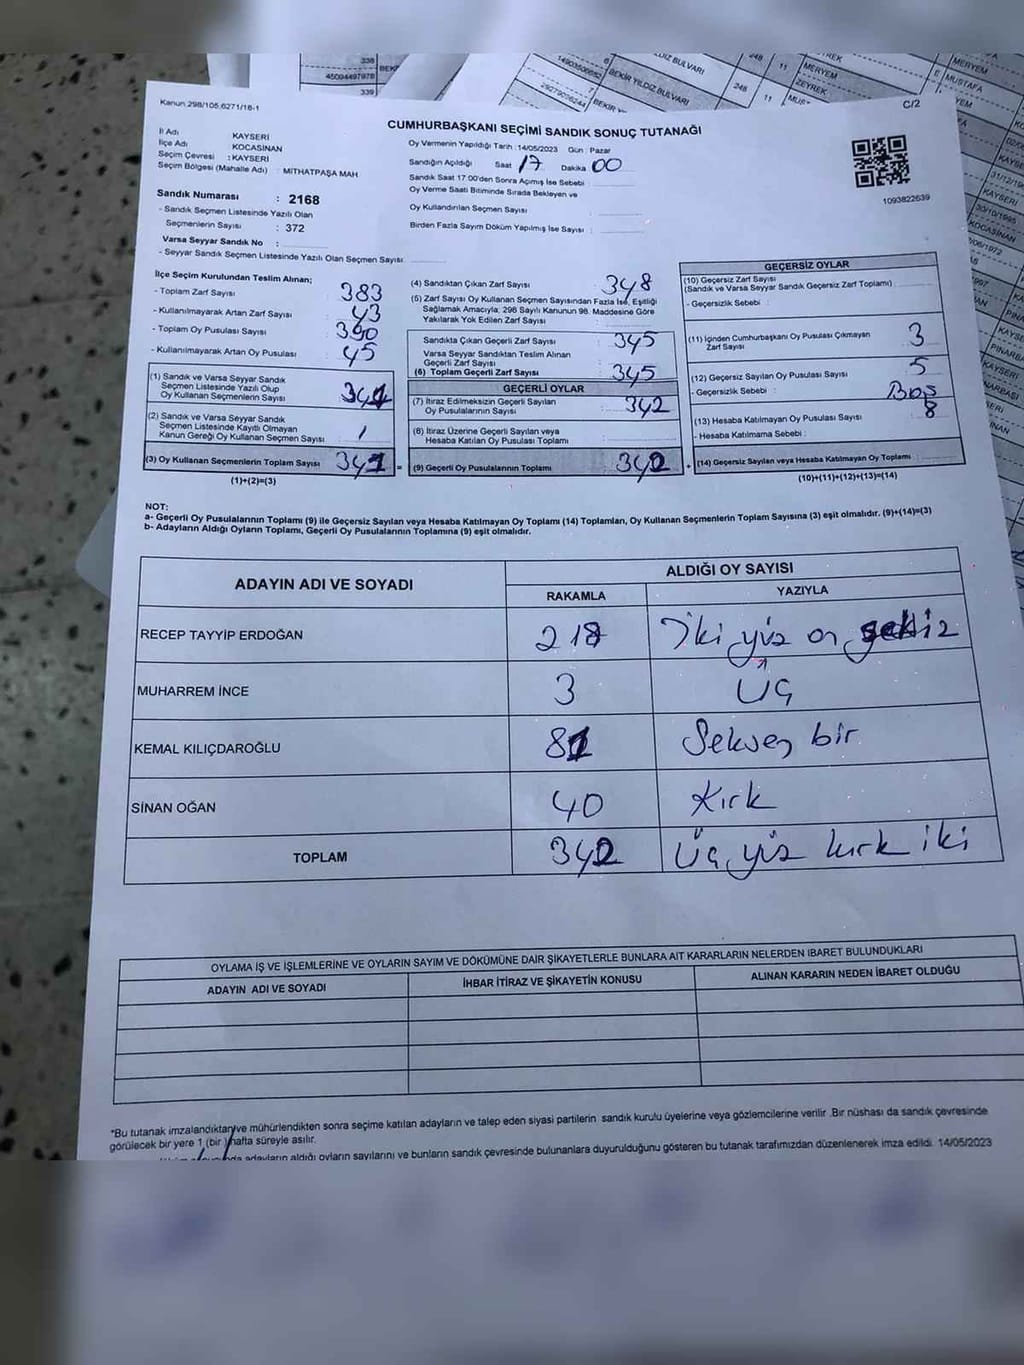 Kanun 298/105,6271/16-1
C/2
CUMHURBAŞKANI SEÇİMİ SANDIK SONUÇ TUTANAĞI
İl Adı KAYSERİ
İlçe Adı KOCASİNAN
Seçim Çevresi : KAYSERİ
Seçim Bölgesi (Mahalle Adı) : MİTHATPAŞA MAH.
Oy Vermenin Yapıldığı Tarih :14/05/2023 Gün : Pazar
Sandığın Açıldığı Saat 17 Dakika 00
Sandık Saat 17.00'den Sonra Açmış İse Sebebi :
Oy Verme Saati Bitiminde Sırada Bekleyen ve
Oy Kullandırılan Seçmen Sayısı :
Birden Fazla Sayım Döküm Yapılmış İse Sayısı :
1093822639
Sandık Numarası : 2168
- Sandık Seçmen Listesinde Yazılı Olan
Seçmenlerin Sayısı : 372
Varsa Seyyar Sandık No :
- Seyyar Sandık Seçmen Listesinde Yazılı Olan Seçmen Sayısı:
İlçe Seçim Kurulundan Teslim Alınan;
- Toplam Zarf Sayısı : 383
- Kullanılmayarak Artan Zarf Sayısı : 43
- Toplam Oy Pusulası Sayısı : 390
- Kullanılmayarak Artan Oy Pusulası : 45
(1) Sandık ve Varsa Seyyar Sandık
Seçmen Listesinde Yazılı Olup
Oy Kullanan Seçmenlerin Sayısı :
(2) Sandık ve Varsa Seyyar Sandık
Seçmen Listesinde Kayıtlı Olmayan
Kanun Gereği Oy Kullanan Seçmen Sayısı : 1
(3) Oy Kullanan Seçmenlerin Toplam Sayısı
(1)+(2)=(3)
(4) Sandıktan Çıkan Zarf Sayısı : 348
(5) Zarf Sayısı Oy Kullanan Seçmen Sayısından Fazla İse, Eşitliği
Sağlamak Amacıyla; 298 Sayılı Kanunun 98. Maddesine Göre
Yakılarak Yok Edilen Zarf Sayısı :
Sandıkta Çıkan Geçerli Zarf Sayısı : 345
Varsa Seyyar Sandıktan Teslim Alınan
Geçerli Zarf Sayısı :
(6) Toplam Geçerli Zarf Sayısı : 345
GEÇERLİ OYLAR
(7) İtiraz Edilmeksizin Geçerli Sayılan
Oy Pusulalarının Sayısı : 342
(8) İtiraz Üzerine Geçerli Sayılan veya
Hesaba Katılan Oy Pusulası Toplamı :
= (9) Geçerli Oy Pusulalarının Toplamı : 342
GEÇERSİZ OYLAR
(10) Geçersiz Zarf Sayısı
(Sandık ve Varsa Seyyar Sandık Geçersiz Zarf Toplamı) :
- Geçersizlik Sebebi :
(11) İçinden Cumhurbaşkanı Oy Pusulası Çıkmayan
Zarf Sayısı : 3
(12) Geçersiz Sayılan Oy Pusulası Sayısı : 5
- Geçersizlik Sebebi : Boş
(13) Hesaba Katılmayan Oy Pusulası Sayısı : 8
- Hesaba Katılmama Sebebi :
+ (14) Geçersiz Sayılan veya Hesaba Katılmayan Oy Toplamı
(10)+(11)+(12)+(13)=(14)
NOT:
a- Geçerli Oy Pusulalarının Toplamı (9) ile Geçersiz Sayılan veya Hesaba Katılmayan Oy Toplamı (14) Toplamları, Oy Kullanan Seçmenlerin Toplam Sayısına (3) eşit olmalıdır. (9)+(14)=(3)
b- Adayların Aldığı Oyların Toplamı, Geçerli Oy Pusulalarının Toplamına (9) eşit olmalıdır.
ADAYIN ADI VE SOYADI
ALDIĞI OY SAYISI
RAKAMLA YAZIYLA
RECEP TAYYİP ERDOĞAN 218 İki yüz on sekiz
MUHARREM İNCE 3 Üç
KEMAL KILIÇDAROĞLU 81 Seksen bir
SİNAN OĞAN 40 Kırk
TOPLAM 342 Üç yüz kırk iki
OYLAMA İŞ VE İŞLEMLERİNE VE OYLARIN SAYIM VE DÖKÜMÜNE DAİR ŞİKAYETLERLE BUNLARA AİT KARARLARIN NELERDEN İBARET BULUNDUKLARI
ADAYIN ADI VE SOYADI İHBAR İTİRAZ VE ŞİKAYETİN KONUSU ALINAN KARARIN NEDEN İBARET OLDUĞU
*Bu tutanak imzalandıktan ve mühürlendikten sonra seçime katılan adayların ve talep eden siyasi partilerin sandık kurulu üyelerine veya gözlemcilerine verilir .Bir nüshası da sandık çevresinde
görülecek bir yere 1 (bir) hafta süreyle asılır.
adayların aldığı oyların sayılarını ve bunların sandık çevresinde bulunanlara duyurulduğunu gösteren bu tutanak tarafımızdan düzenlenerek imza edildi. 14/05/2023